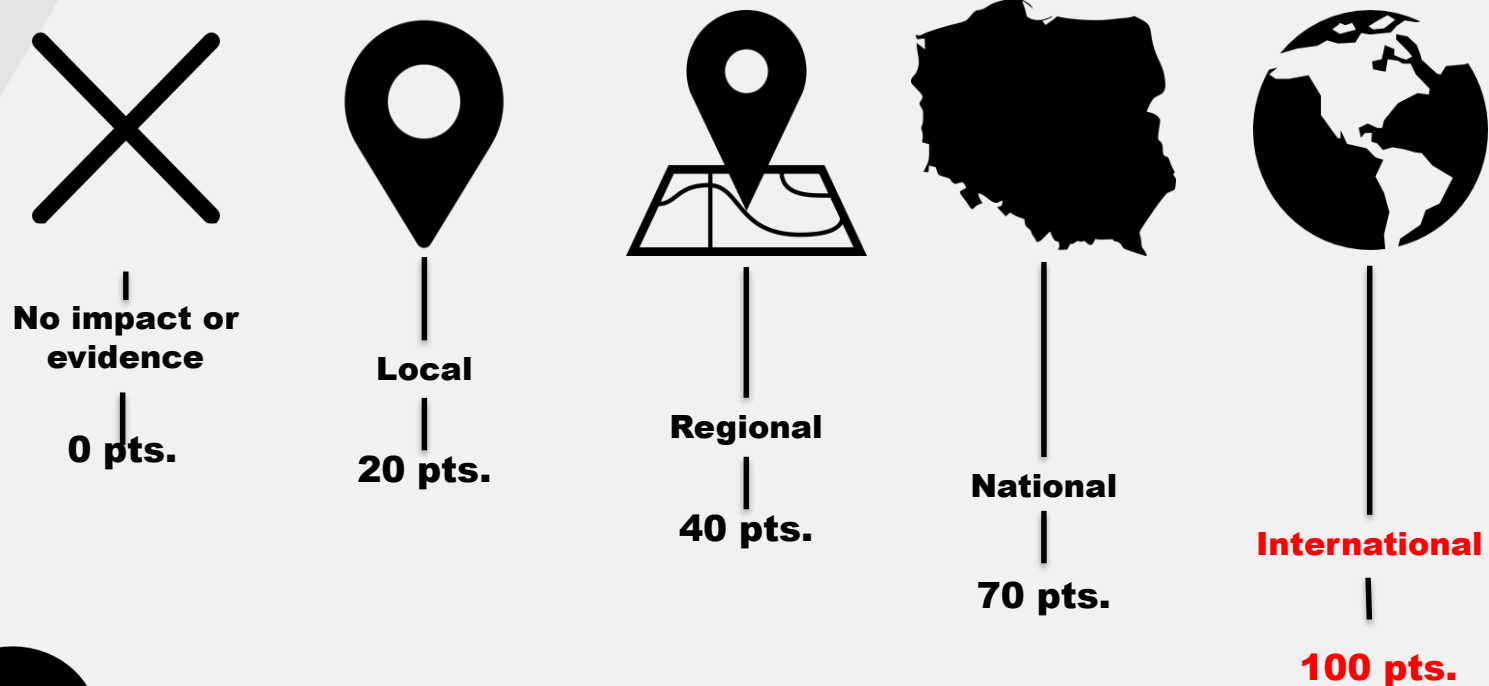 No impact or
evidence
0 pts.
Local
20 pts.
Regional
40 pts.
National
70 pts.
International
100 pts.